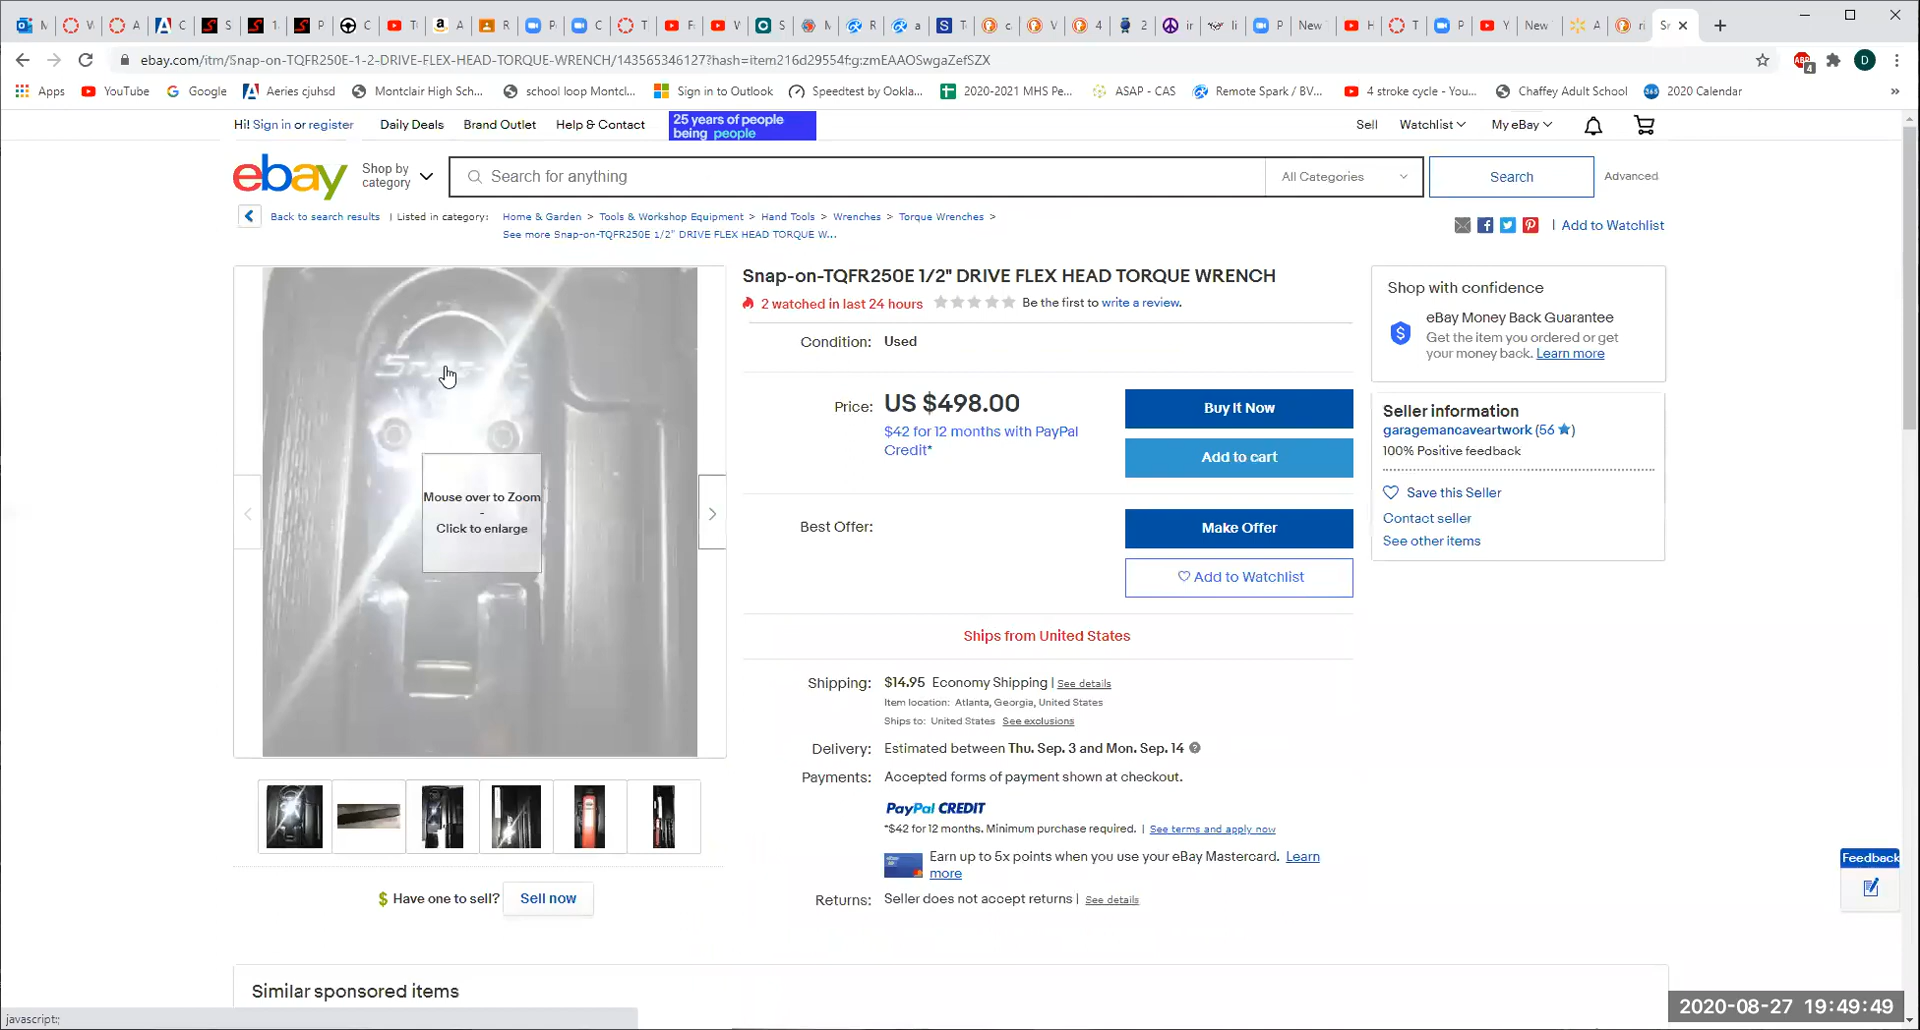 M
V
A
C
S
1
P
C
T
A
R
P
C
T
F
V
S
M
R
a
T
c
V
4
2
ir
li
P
New
H
T
P
Y
New
A
ri
Sr
ebay.com/itm/Snap-on-TQFR250E-1-2-DRIVE-FLEX-HEAD-TORQUE-WRENCH/143565346127?hash=item216d29554f:g:zmEAAOSwgaZefSZX
ABP 4
D
Apps YouTube Google Aeries cjuhsd Montclair High Sch... school loop Montcl... Sign in to Outlook Speedtest by Ookla... 2020-2021 MHS Pe... ASAP - CAS Remote Spark / BV... 4 stroke cycle - You... Chaffey Adult School 365 2020 Calendar »
Hi! Sign in or register Daily Deals Brand Outlet Help & Contact
25 years of people
being people
Sell Watchlist My eBay
ebay
Shop by
category
Search for anything All Categories Search Advanced
Back to search results | Listed in category: Home & Garden > Tools & Workshop Equipment > Hand Tools > Wrenches > Torque Wrenches >
See more Snap-on-TQFR250E 1/2" DRIVE FLEX HEAD TORQUE W...
| Add to Watchlist
Mouse over to Zoom
-
Click to enlarge
$ Have one to sell? Sell now
Snap-on-TQFR250E 1/2" DRIVE FLEX HEAD TORQUE WRENCH
2 watched in last 24 hours Be the first to write a review.
Condition: Used
Price: US $498.00
$42 for 12 months with PayPal
Credit*
Buy It Now
Add to cart
Best Offer:
Make Offer
Add to Watchlist
Ships from United States
Shipping: $14.95 Economy Shipping | See details
Item location: Atlanta, Georgia, United States
Ships to: United States See exclusions
Delivery: Estimated between Thu. Sep. 3 and Mon. Sep. 14
Payments: Accepted forms of payment shown at checkout.
PayPal CREDIT
*$42 for 12 months. Minimum purchase required. | See terms and apply now
Earn up to 5x points when you use your eBay Mastercard. Learn
more
Returns: Seller does not accept returns | See details
Shop with confidence
eBay Money Back Guarantee
Get the item you ordered or get
your money back. Learn more
Seller information
garagemancaveartwork (56 ★)
100% Positive feedback
Save this Seller
Contact seller
See other items
Feedback
Similar sponsored items
javascript:;
2020-08-27 19:49:49